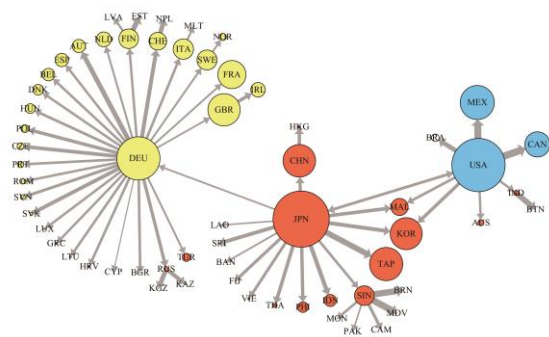 LVA
EST
NPL
MLT
NOR
AUT
NLD
FIN
CHE
ITA
SWE
ESP
FRA
IRL
BEL
GBR
DNK
HUN
POL
CZE
DEU
PRT
ROM
SVN
SVK
LUX
GRC
LTU
HRV
CYP
BGR
RUS
TUR
KGZ
KAZ
HKG
CHN
MEX
BRA
CAN
USA
IND
BTN
AUS
MAL
JPN
KOR
TAP
LAO
SRI
BAN
FIJ
VIE
THA
PHI
IDN
SIN
BRN
MDV
MON
PAK
CAM